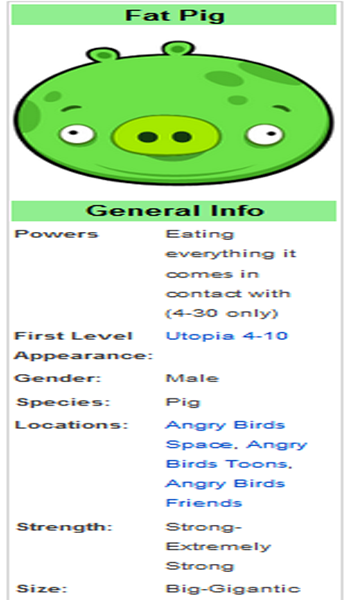 Fat Pig
General Info
Powers Eating
everything it
comes in
contact with
(4-30 only)
First Level Utopia 4-10
Appearance:
Gender: Male
Species: Pig
Locations: Angry Birds
Space, Angry
Birds Toons,
Angry Birds
Friends
Strength: Strong-
Extremely
Strong
Size: Big-Gigantic